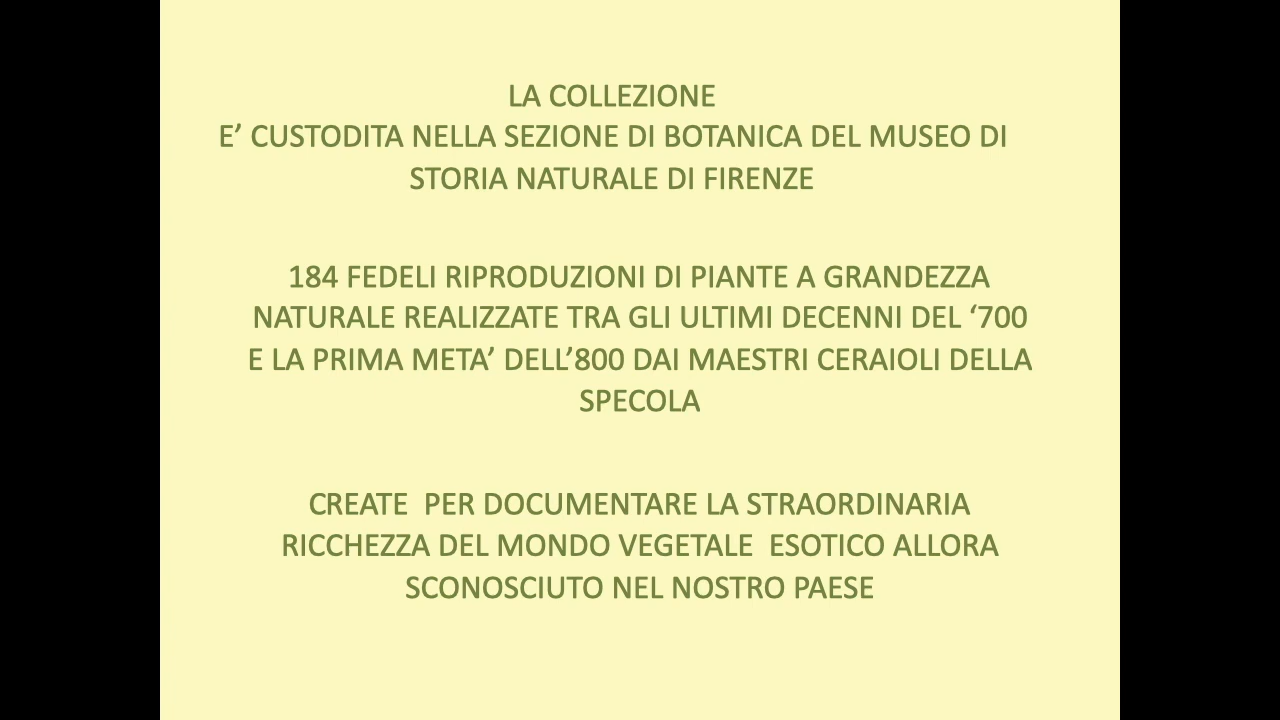 LA COLLEZIONE
E’ CUSTODITA NELLA SEZIONE DI BOTANICA DEL MUSEO DI
STORIA NATURALE DI FIRENZE
184 FEDELI RIPRODUZIONI DI PIANTE A GRANDEZZA
NATURALE REALIZZATE TRA GLI ULTIMI DECENNI DEL ‘700
E LA PRIMA META’ DELL’800 DAI MAESTRI CERAIOLI DELLA
SPECOLA
CREATE  PER DOCUMENTARE LA STRAORDINARIA
RICCHEZZA DEL MONDO VEGETALE  ESOTICO ALLORA
SCONOSCIUTO NEL NOSTRO PAESE